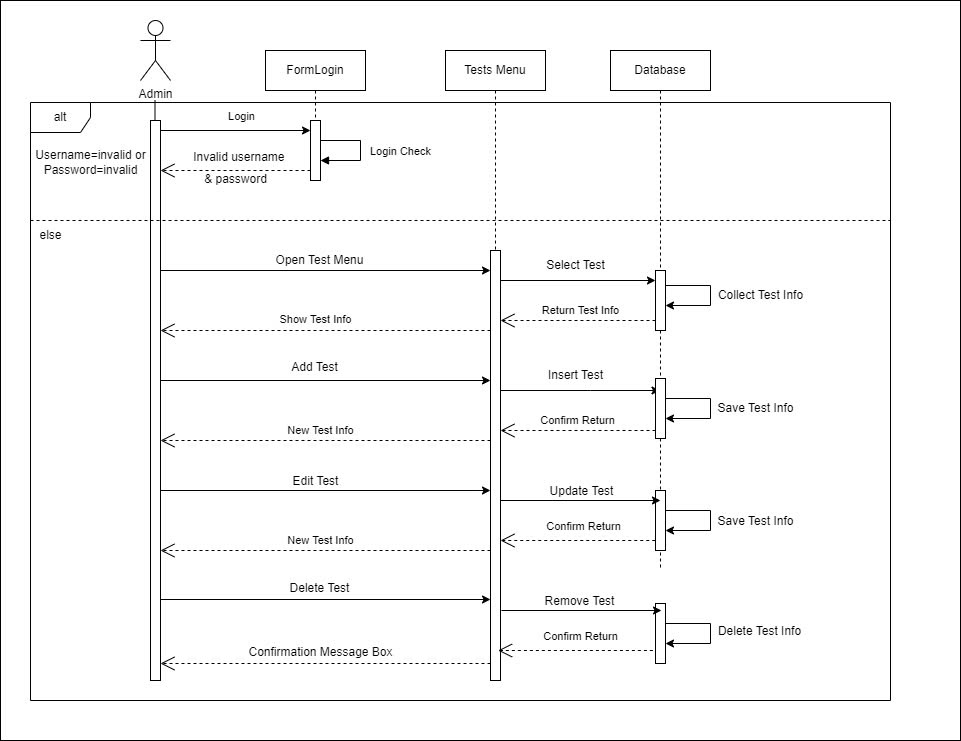 FormLogin
Tests Menu
Database
Admin
alt
Login
Username=invalid or
Password=invalid
Invalid username
& password
Login Check
else
Open Test Menu
Select Test
Collect Test Info
Return Test Info
Show Test Info
Add Test
Insert Test
Save Test Info
Confirm Return
New Test Info
Edit Test
Update Test
Save Test Info
Confirm Return
New Test Info
Delete Test
Remove Test
Delete Test Info
Confirm Return
Confirmation Message Box